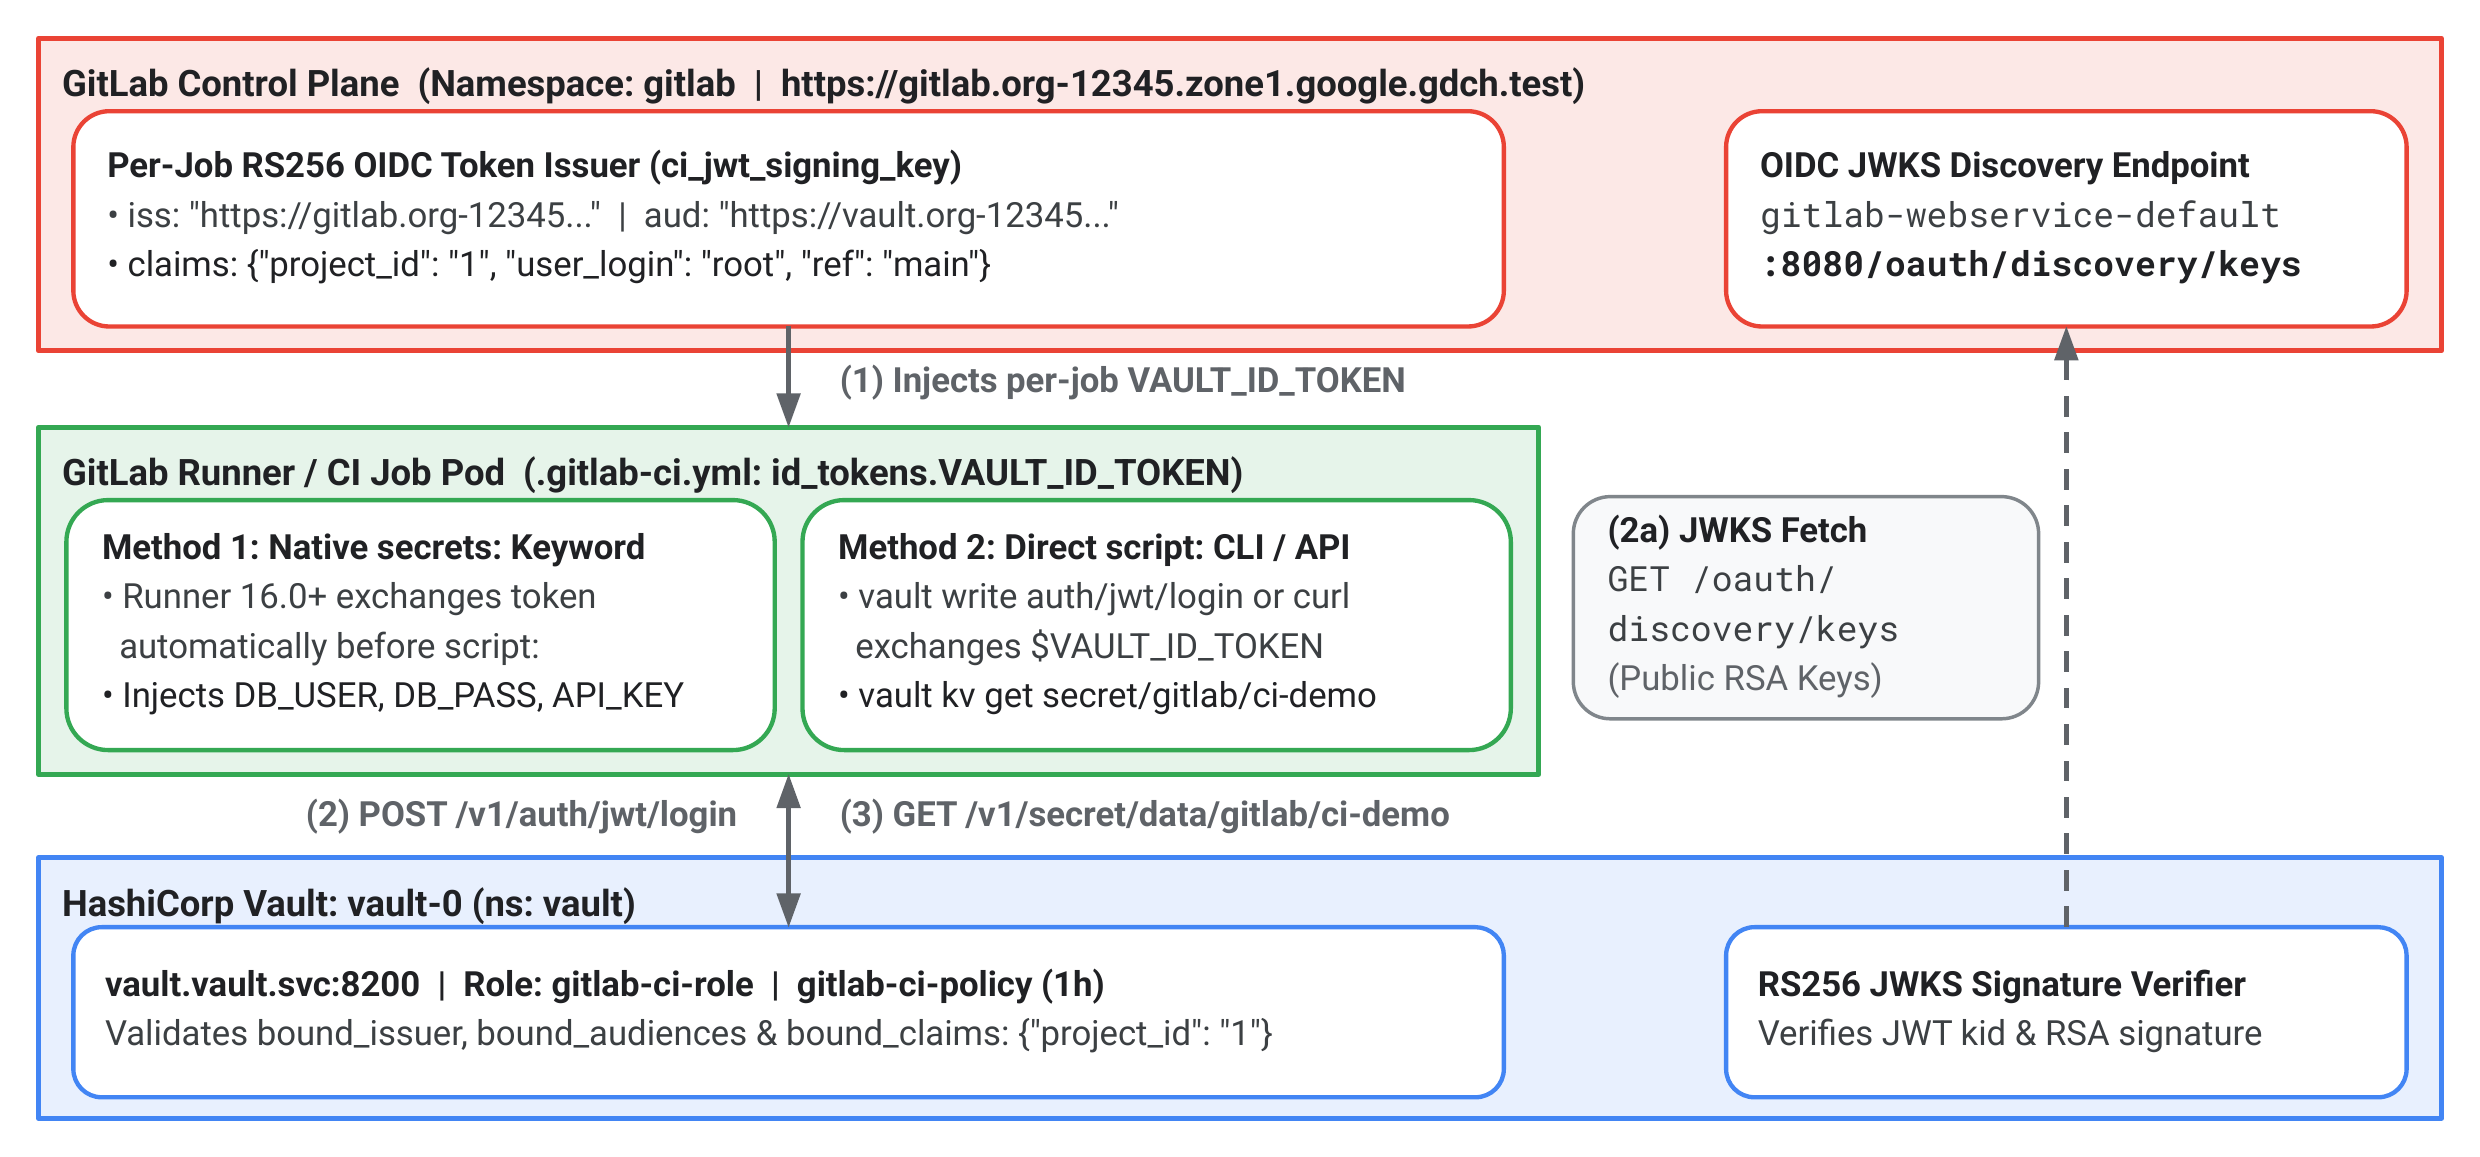 GitLab Control Plane (Namespace: gitlab | https://gitlab.org-12345.zone1.google.gdch.test)
Per-Job RS256 OIDC Token Issuer (ci_jwt_signing_key)
• iss: "https://gitlab.org-12345..." | aud: "https://vault.org-12345..."
• claims: {"project_id": "1", "user_login": "root", "ref": "main"}
OIDC JWKS Discovery Endpoint
gitlab-webservice-default
:8080/oauth/discovery/keys
(1) Injects per-job VAULT_ID_TOKEN
GitLab Runner / CI Job Pod (.gitlab-ci.yml: id_tokens.VAULT_ID_TOKEN)
Method 1: Native secrets: Keyword
• Runner 16.0+ exchanges token
automatically before script:
• Injects DB_USER, DB_PASS, API_KEY
Method 2: Direct script: CLI / API
• vault write auth/jwt/login or curl
exchanges $VAULT_ID_TOKEN
• vault kv get secret/gitlab/ci-demo
(2a) JWKS Fetch
GET /oauth/
discovery/keys
(Public RSA Keys)
(2) POST /v1/auth/jwt/login
(3) GET /v1/secret/data/gitlab/ci-demo
HashiCorp Vault: vault-0 (ns: vault)
vault.vault.svc:8200 | Role: gitlab-ci-role | gitlab-ci-policy (1h)
Validates bound_issuer, bound_audiences & bound_claims: {"project_id": "1"}
RS256 JWKS Signature Verifier
Verifies JWT kid & RSA signature